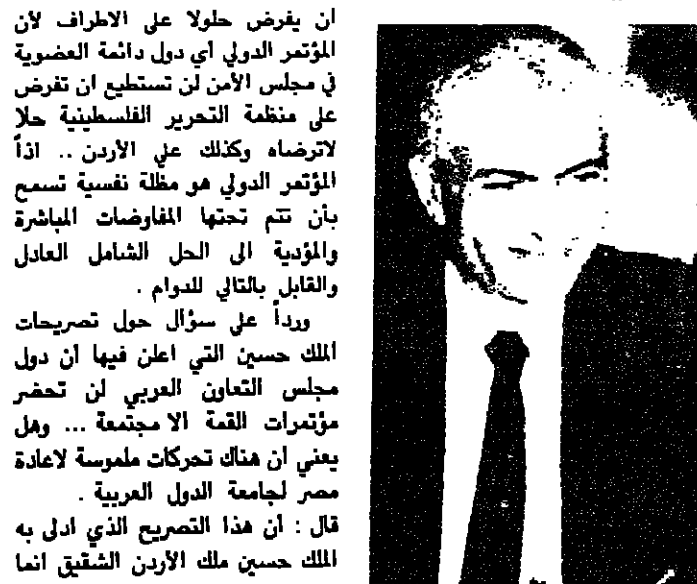 ان يفرض حلولا على الاطراف لأن
المؤتمر الدولي اي دول دائمة العضوية
في مجلس الأمن لن تستطيع ان تفرض
على منظمة التحرير الفلسطينية حلا
لاترضاه وكذلك على الأردن .. اذاً
المؤتمر الدولي هو مظلة نفسية تسمح
بأن تتم تحتها المفاوضات المباشرة
والمؤدية الى الحل الشامل العادل
والقابل بالتالي للدوام .
ورداً على سؤال حول تصريحات
الملك حسين التي اعلن فيها أن دول
مجلس التعاون العربي لن تحضر
مؤتمرات القمة الا مجتمعة ... وهل
يعني ان هناك تحركات ملموسة لاعادة
مصر لجامعة الدول العربية .
قال : أن هذا التصريح الذي ادلى به
الملك حسين ملك الأردن الشقيق انما